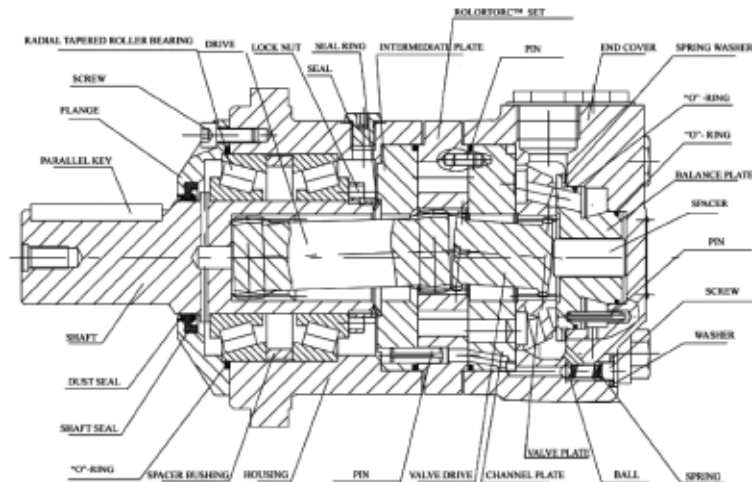 ROLORTORC™ SET
RADIAL TAPERED ROLLER BEARING
DRIVE
LOCK NUT
SEAL RING
INTERMEDIATE PLATE
PIN
END COVER
SPRING WASHER
SEAL
SCREW
"O"-RING
FLANGE
"O"- RING
PARALLEL KEY
BALANCE PLATE
SPACER
PIN
SCREW
SHAFT
WASHER
DUST SEAL
SHAFT SEAL
VALVE PLATE
"O"-RING
SPACER BUSHING
HOUSING
PIN
VALVE DRIVE
CHANNEL PLATE
BALL
SPRING